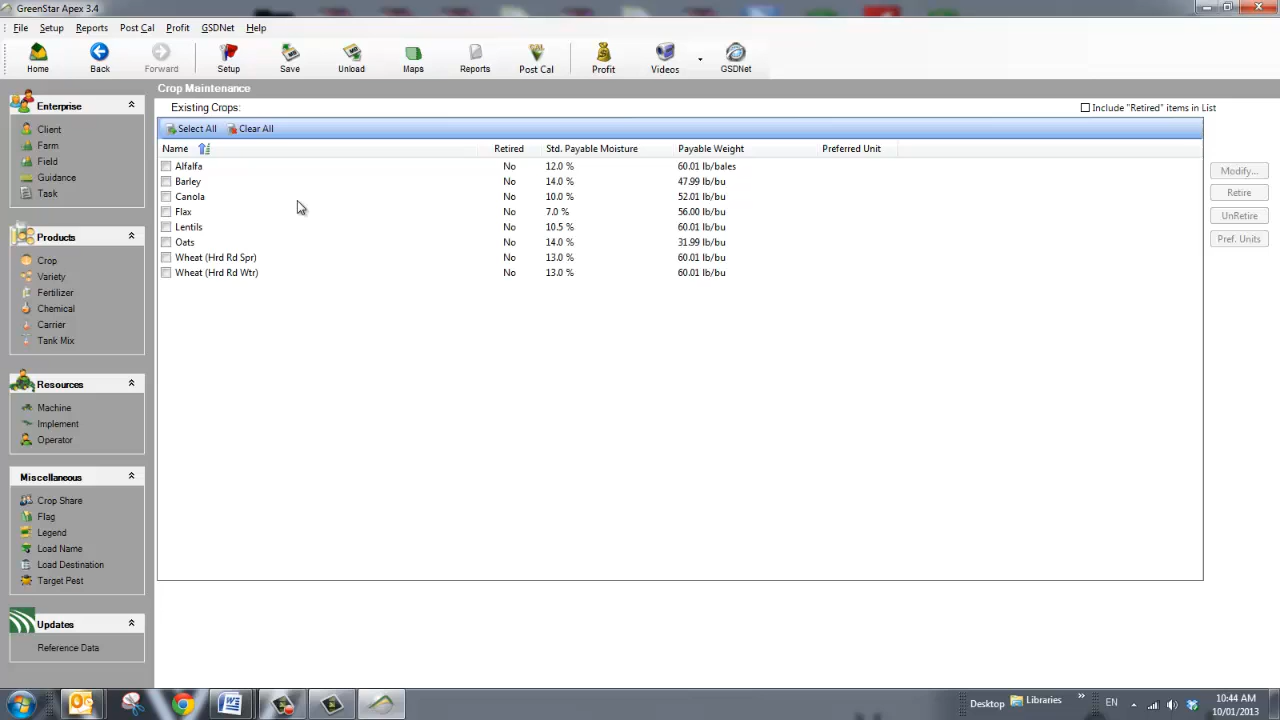 GreenStar Apex 3.4
File Setup Reports Post Cal Profit GSDNet Help
Home Back Forward Setup Save Unload Maps Reports Post Cal Profit Videos GSDNet
Crop Maintenance
Existing Crops: Include "Retired" items in List
Select All Clear All
Name Retired Std. Payable Moisture Payable Weight Preferred Unit
Alfalfa No 12.0 % 60.01 lb/bales
Barley No 14.0 % 47.99 lb/bu
Canola No 10.0 % 52.01 lb/bu
Flax No 7.0 % 56.00 lb/bu
Lentils No 10.5 % 60.01 lb/bu
Oats No 14.0 % 31.99 lb/bu
Wheat (Hrd Rd Spr) No 13.0 % 60.01 lb/bu
Wheat (Hrd Rd Wtr) No 13.0 % 60.01 lb/bu
Modify...
Retire
UnRetire
Pref. Units
Enterprise
Client
Farm
Field
Guidance
Task
Products
Crop
Variety
Fertilizer
Chemical
Carrier
Tank Mix
Resources
Machine
Implement
Operator
Miscellaneous
Crop Share
Flag
Legend
Load Name
Load Destination
Target Pest
Updates
Reference Data
Desktop Libraries EN 10:44 AM
10/01/2013